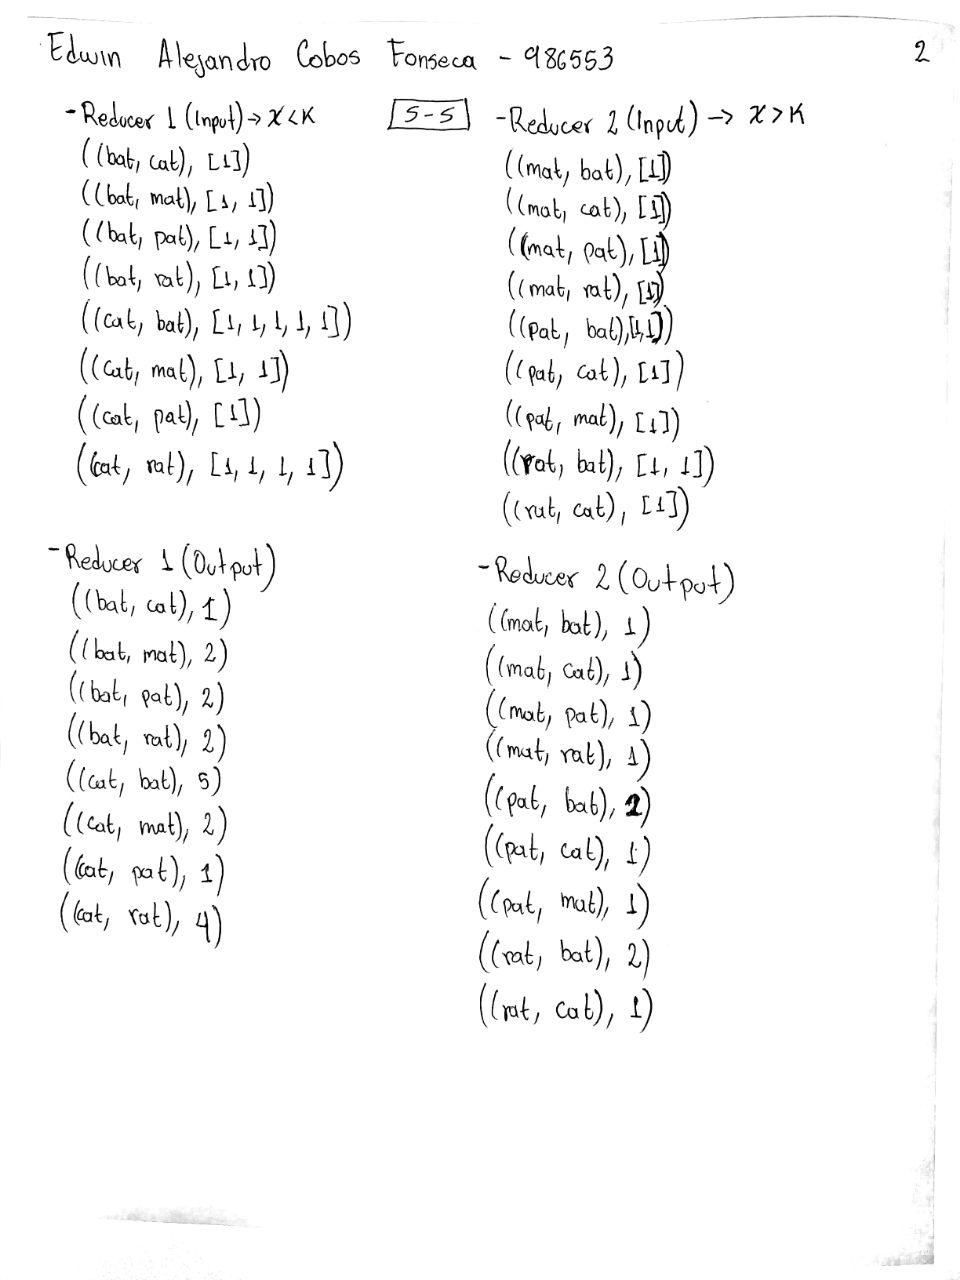 Edwin Alejandro Cobos Fonseca - 986553
2
- Reducer 1 (Input) → x<K
((bat, cat), [1])
((bat, mat), [1, 1])
((bat, pat), [1, 1])
((bat, rat), [1, 1])
((cat, bat), [1, 1, 1, 1, 1])
((cat, mat), [1, 1])
((cat, pat), [1])
((cat, rat), [1, 1, 1, 1])
S-S
- Reducer 2 (Input) → x>K
((mat, bat), [1])
((mat, cat), [1])
((mat, pat), [1])
((mat, rat), [1])
((pat, bat), [1, 1])
((pat, cat), [1])
((pat, mat), [1])
((rat, bat), [1, 1])
((rat, cat), [1])
- Reducer 1 (Output)
((bat, cat), 1)
((bat, mat), 2)
((bat, pat), 2)
((bat, rat), 2)
((cat, bat), 5)
((cat, mat), 2)
((cat, pat), 1)
((cat, rat), 4)
- Reducer 2 (Output)
((mat, bat), 1)
((mat, cat), 1)
((mat, pat), 1)
((mat, rat), 1)
((pat, bat), 2)
((pat, cat), 1)
((pat, mat), 1)
((rat, bat), 2)
((rat, cat), 1)